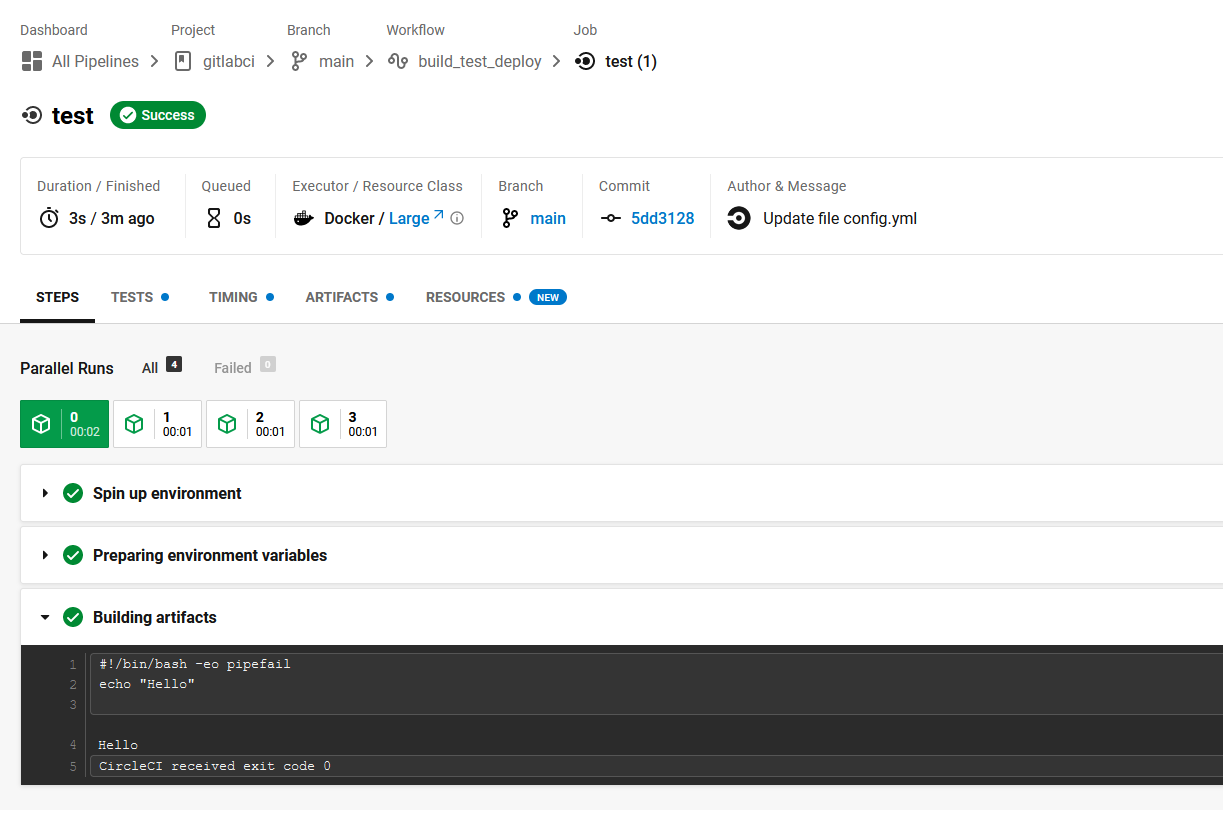 Dashboard Project Branch Workflow Job
All Pipelines gitlabci main build_test_deploy test (1)
test Success
Duration / Finished Queued Executor / Resource Class Branch Commit Author & Message
3s / 3m ago 0s Docker / Large main 5dd3128 Update file config.yml
STEPS TESTS TIMING ARTIFACTS RESOURCES NEW
Parallel Runs All 4 Failed 0
0 1 2 3
00:02 00:01 00:01 00:01
Spin up environment
Preparing environment variables
Building artifacts
1 #!/bin/bash -eo pipefail
2 echo "Hello"
3
4 Hello
5 CircleCI received exit code 0